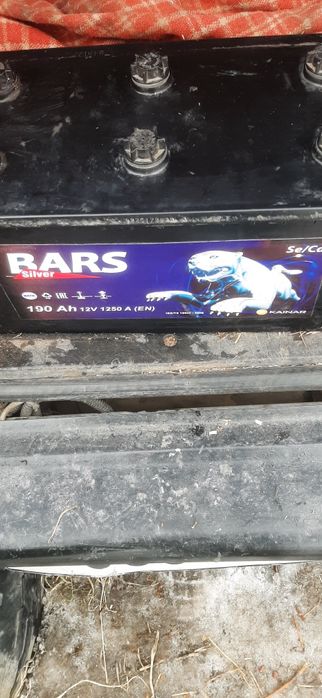 BARS
Silver
Se/Ca
190 Ah 12V 1250 A (EN)
KAINAR